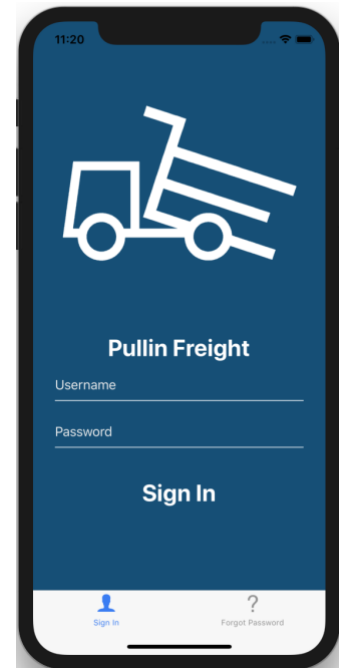 11:20
Pullin Freight
Username
Password
Sign In
Sign In
?
Forgot Password